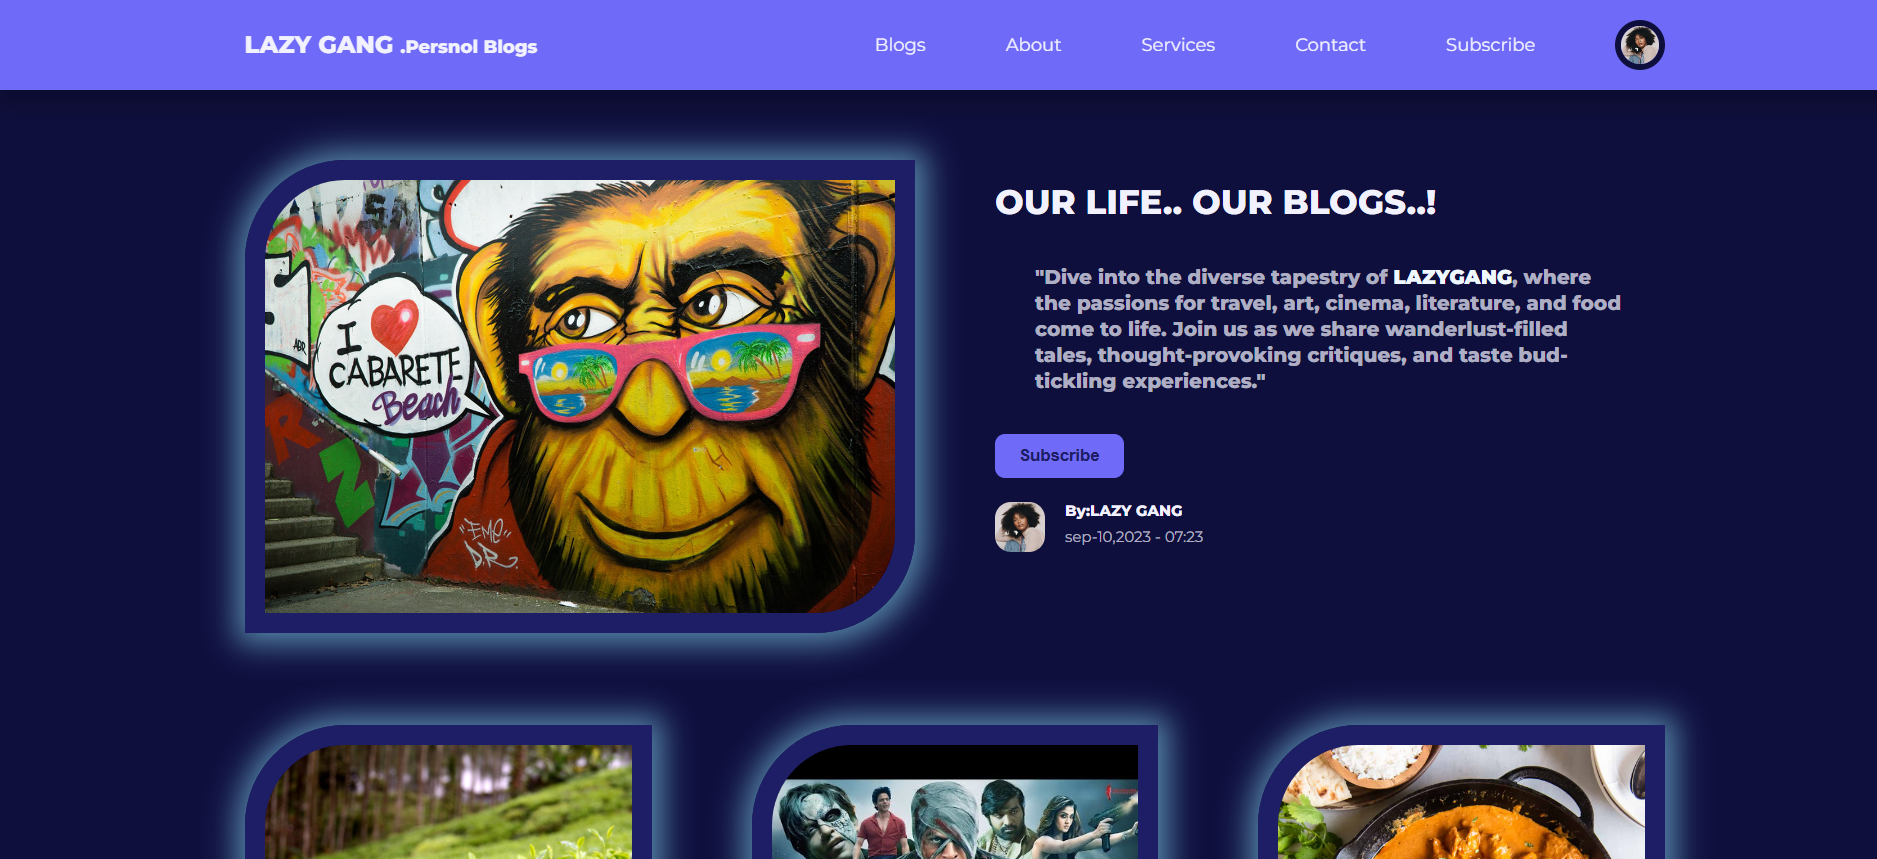 LAZY GANG .Persnol Blogs
Blogs
About
Services
Contact
Subscribe
I
CABARETE
Beach
ABR
"EME"
D.R.
OUR LIFE.. OUR BLOGS..!
"Dive into the diverse tapestry of LAZYGANG, where
the passions for travel, art, cinema, literature, and food
come to life. Join us as we share wanderlust-filled
tales, thought-provoking critiques, and taste bud-
tickling experiences."
Subscribe
By:LAZY GANG
sep-10,2023 - 07:23